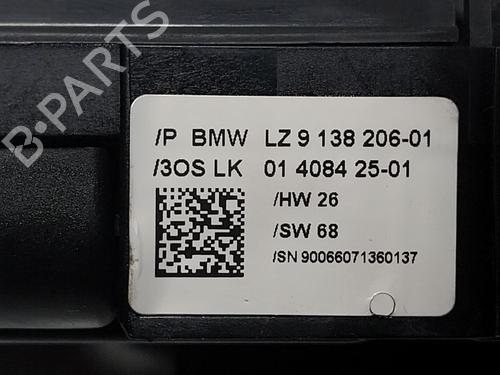 B-PARTS
/P BMW LZ 9 138 206-01
/3OS LK 01 4084 25-01
/HW 26
/SW 68
/SN 90066071360137